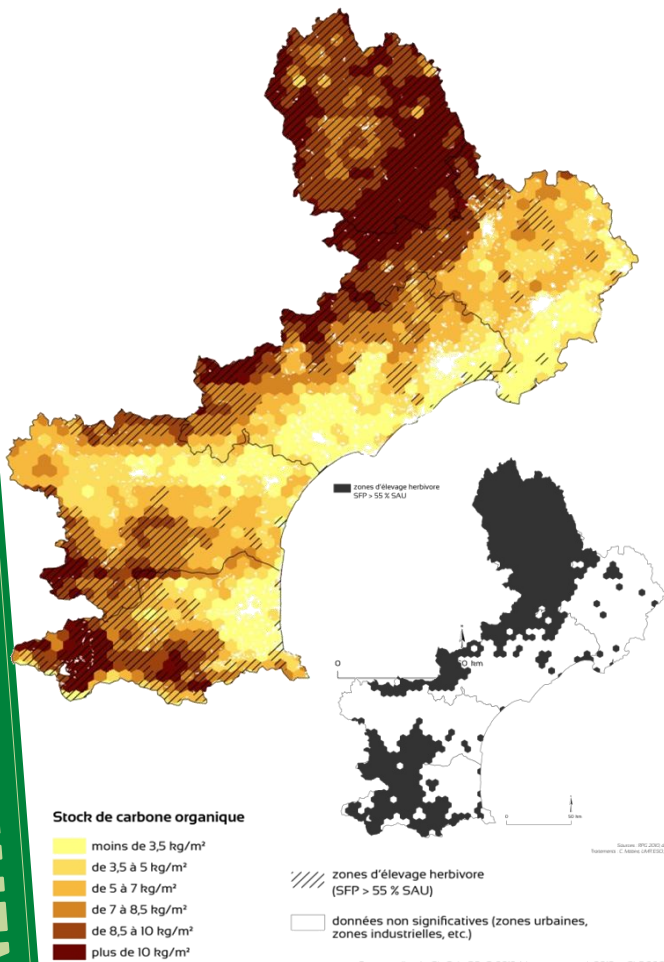 zones d'élevage herbivore
SFP > 55 % SAU
0
50 km
0
50 km
Stock de carbone organique
moins de 3,5 kg/m²
de 3,5 à 5 kg/m²
de 5 à 7 kg/m²
de 7 à 8,5 kg/m²
de 8,5 à 10 kg/m²
plus de 10 kg/m²
zones d'élevage herbivore
(SFP > 55 % SAU)
données non significatives (zones urbaines,
zones industrielles, etc.)